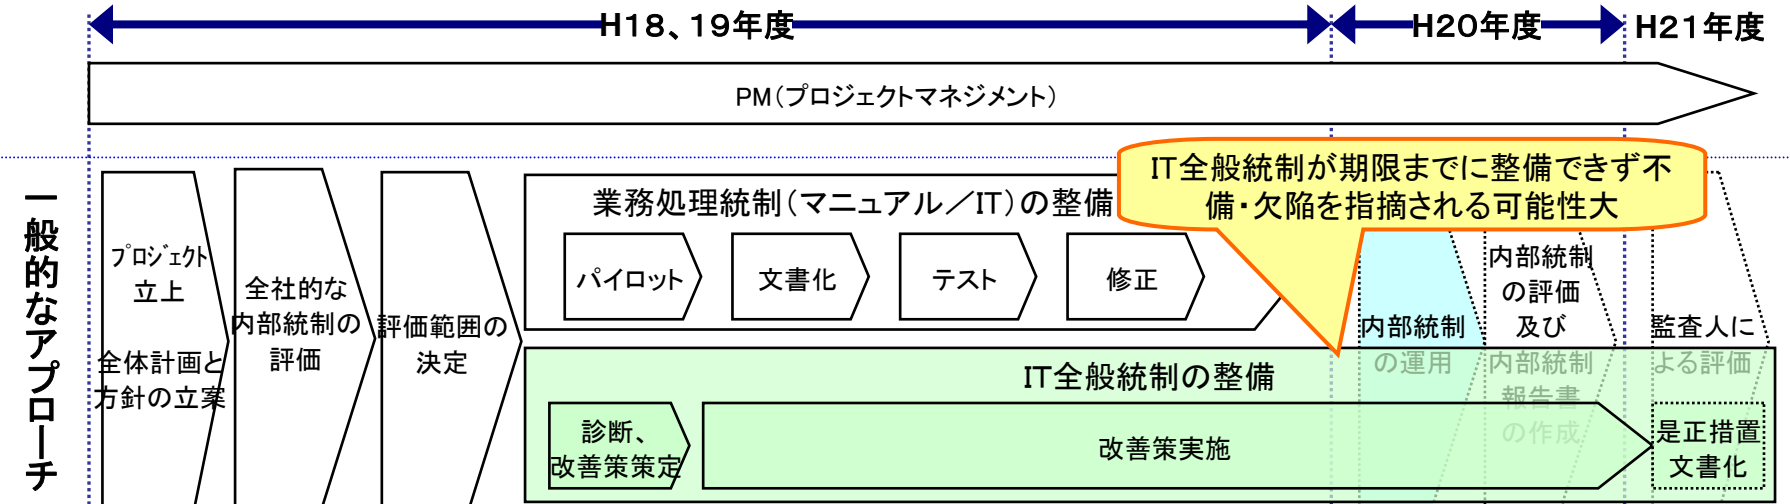 H18、19年度
H20年度
H21年度
PM(プロジェクトマネジメント)
一般的なアプローチ
プロジェクト
立上
全体計画と
方針の立案
全社的な
内部統制の
評価
評価範囲の
決定
業務処理統制(マニュアル/IT)の整備
パイロット
文書化
テスト
修正
IT全般統制が期限までに整備できず不
備・欠陥を指摘される可能性大
内部統制
の運用
内部統制
の評価
及び
内部統制
報告書
の作成
監査人に
よる評価
IT全般統制の整備
診断、
改善策策定
改善策実施
是正措置
文書化